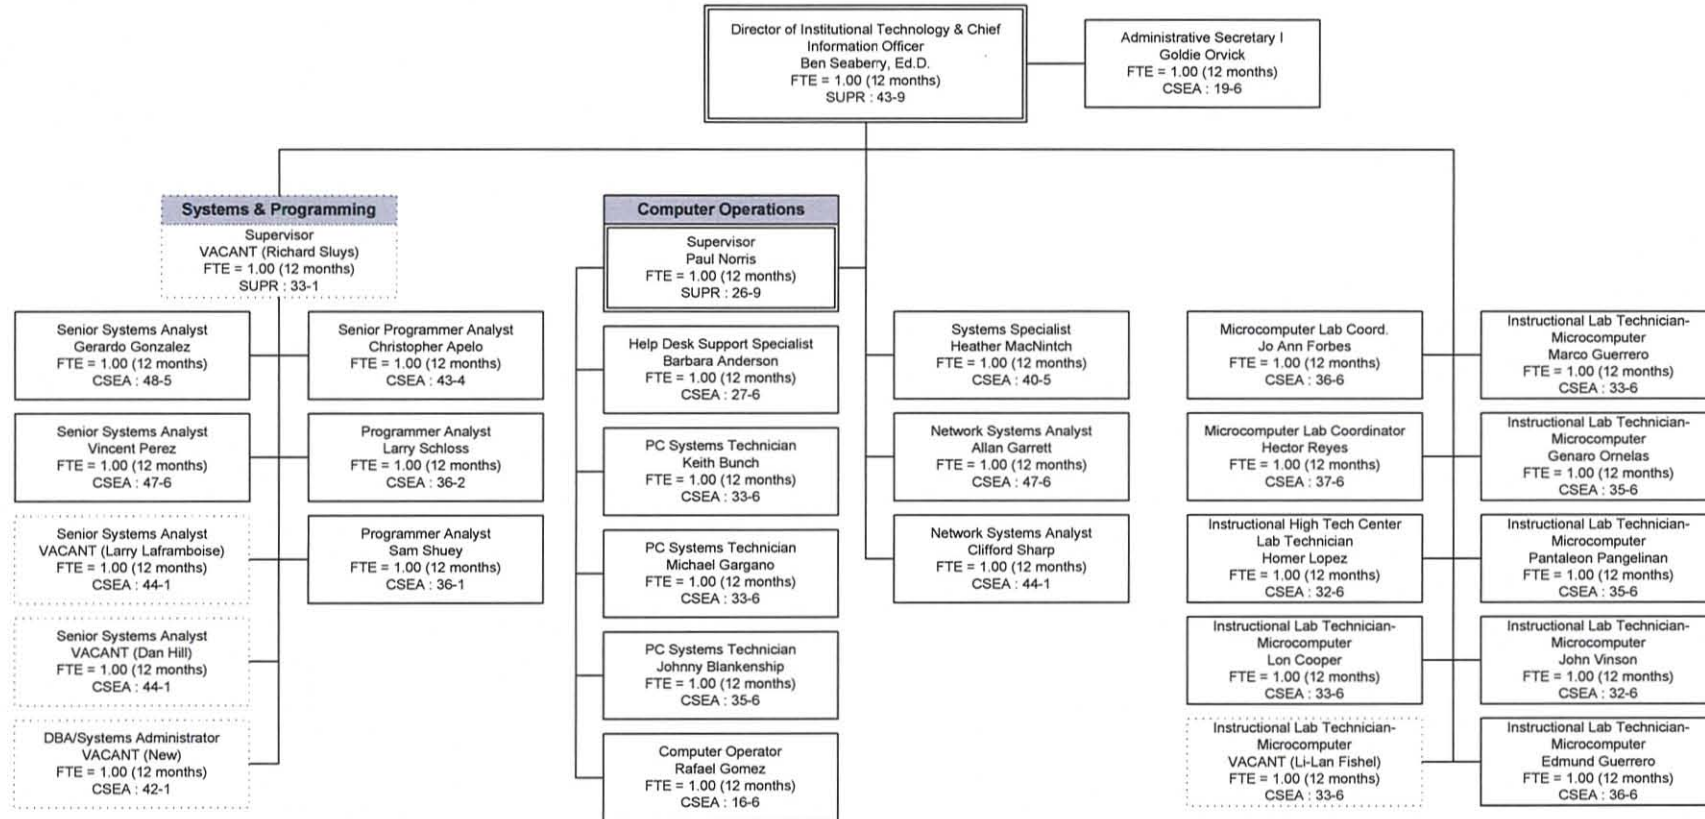 Director of Institutional Technology & Chief
Information Officer
Ben Seaberry, Ed.D.
FTE = 1.00 (12 months)
SUPR : 43-9
Administrative Secretary I
Goldie Orvick
FTE = 1.00 (12 months)
CSEA : 19-6
Systems & Programming
Supervisor
VACANT (Richard Sluys)
FTE = 1.00 (12 months)
SUPR : 33-1
Senior Systems Analyst
Gerardo Gonzalez
FTE = 1.00 (12 months)
CSEA : 48-5
Senior Programmer Analyst
Christopher Apelo
FTE = 1.00 (12 months)
CSEA : 43-4
Senior Systems Analyst
Vincent Perez
FTE = 1.00 (12 months)
CSEA : 47-6
Programmer Analyst
Larry Schloss
FTE = 1.00 (12 months)
CSEA : 36-2
Senior Systems Analyst
VACANT (Larry Laframboise)
FTE = 1.00 (12 months)
CSEA : 44-1
Programmer Analyst
Sam Shuey
FTE = 1.00 (12 months)
CSEA : 36-1
Senior Systems Analyst
VACANT (Dan Hill)
FTE = 1.00 (12 months)
CSEA : 44-1
DBA/Systems Administrator
VACANT (New)
FTE = 1.00 (12 months)
CSEA : 42-1
Computer Operations
Supervisor
Paul Norris
FTE = 1.00 (12 months)
SUPR : 26-9
Help Desk Support Specialist
Barbara Anderson
FTE = 1.00 (12 months)
CSEA : 27-6
PC Systems Technician
Keith Bunch
FTE = 1.00 (12 months)
CSEA : 33-6
PC Systems Technician
Michael Gargano
FTE = 1.00 (12 months)
CSEA : 33-6
PC Systems Technician
Johnny Blankenship
FTE = 1.00 (12 months)
CSEA : 35-6
Computer Operator
Rafael Gomez
FTE = 1.00 (12 months)
CSEA : 16-6
Systems Specialist
Heather MacNintch
FTE = 1.00 (12 months)
CSEA : 40-5
Network Systems Analyst
Allan Garrett
FTE = 1.00 (12 months)
CSEA : 47-6
Network Systems Analyst
Clifford Sharp
FTE = 1.00 (12 months)
CSEA : 44-1
Microcomputer Lab Coord.
Jo Ann Forbes
FTE = 1.00 (12 months)
CSEA : 36-6
Instructional Lab Technician-
Microcomputer
Marco Guerrero
FTE = 1.00 (12 months)
CSEA : 33-6
Microcomputer Lab Coordinator
Hector Reyes
FTE = 1.00 (12 months)
CSEA : 37-6
Instructional Lab Technician-
Microcomputer
Genaro Ornelas
FTE = 1.00 (12 months)
CSEA : 35-6
Instructional High Tech Center
Lab Technician
Homer Lopez
FTE = 1.00 (12 months)
CSEA : 32-6
Instructional Lab Technician-
Microcomputer
Pantaleon Pangelinan
FTE = 1.00 (12 months)
CSEA : 35-6
Instructional Lab Technician-
Microcomputer
Lon Cooper
FTE = 1.00 (12 months)
CSEA : 33-6
Instructional Lab Technician-
Microcomputer
John Vinson
FTE = 1.00 (12 months)
CSEA : 32-6
Instructional Lab Technician-
Microcomputer
VACANT (Li-Lan Fishel)
FTE = 1.00 (12 months)
CSEA : 33-6
Instructional Lab Technician-
Microcomputer
Edmund Guerrero
FTE = 1.00 (12 months)
CSEA : 36-6